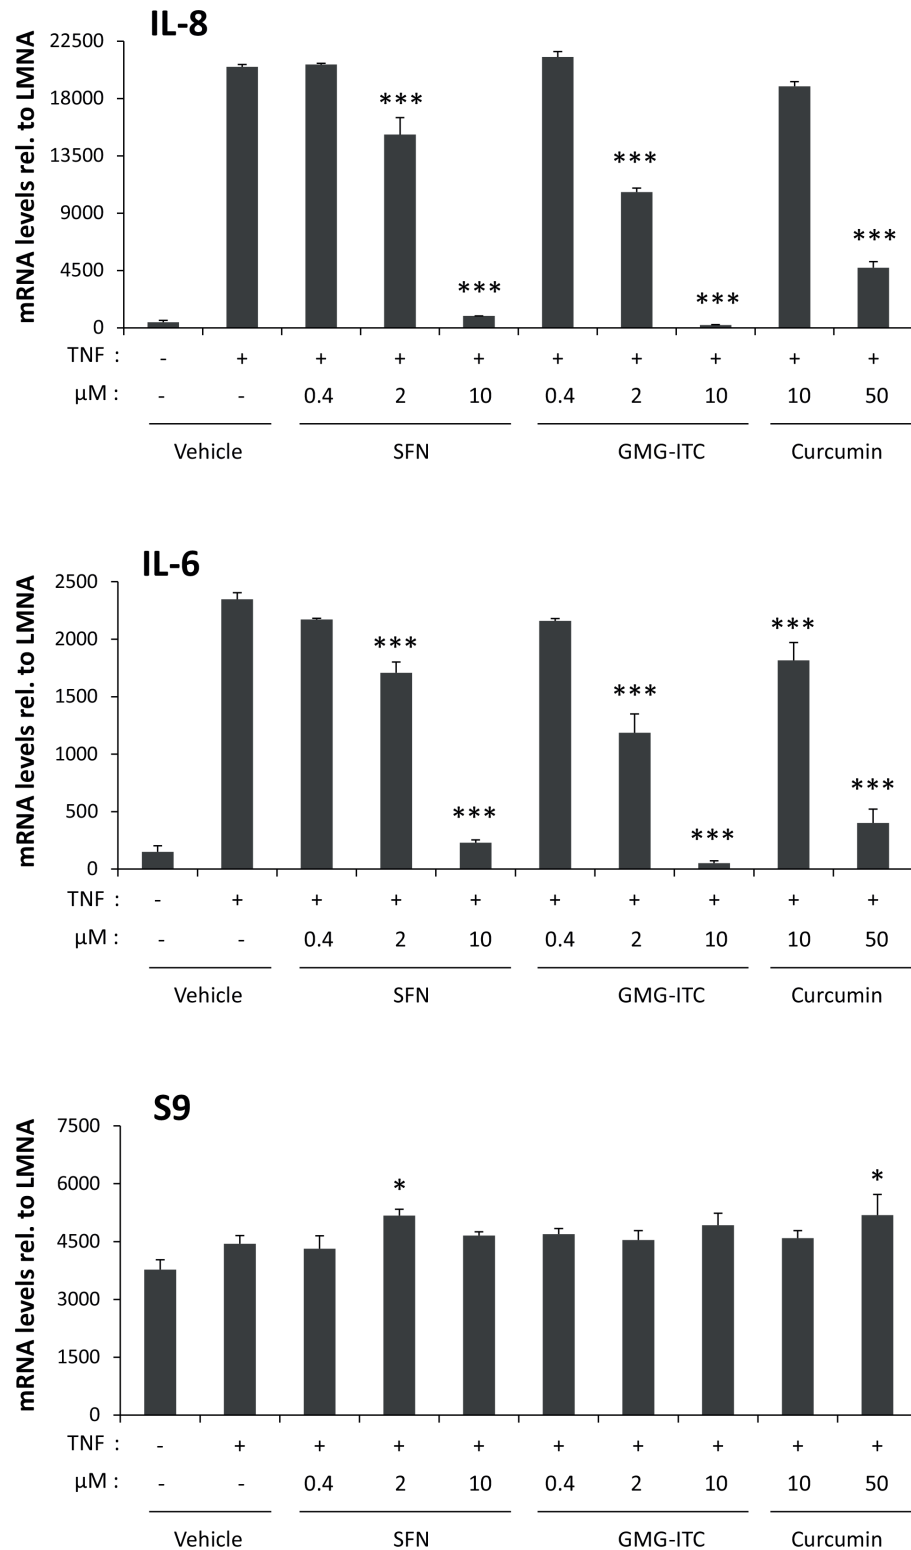 IL-8
mRNA levels rel. to LMNA
22500
18000
***
13500
***
9000
***
4500
***
***
0
TNF : - + + + + + + + + +
µM : - - 0.4 2 10 0.4 2 10 10 50
Vehicle SFN GMG-ITC Curcumin
IL-6
mRNA levels rel. to LMNA
2500
2000
***
***
1500
***
1000
500
***
***
***
0
TNF : - + + + + + + + + +
µM : - - 0.4 2 10 0.4 2 10 10 50
Vehicle SFN GMG-ITC Curcumin
S9
mRNA levels rel. to LMNA
7500
6000
* *
4500
3000
1500
0
TNF : - + + + + + + + + +
µM : - - 0.4 2 10 0.4 2 10 10 50
Vehicle SFN GMG-ITC Curcumin